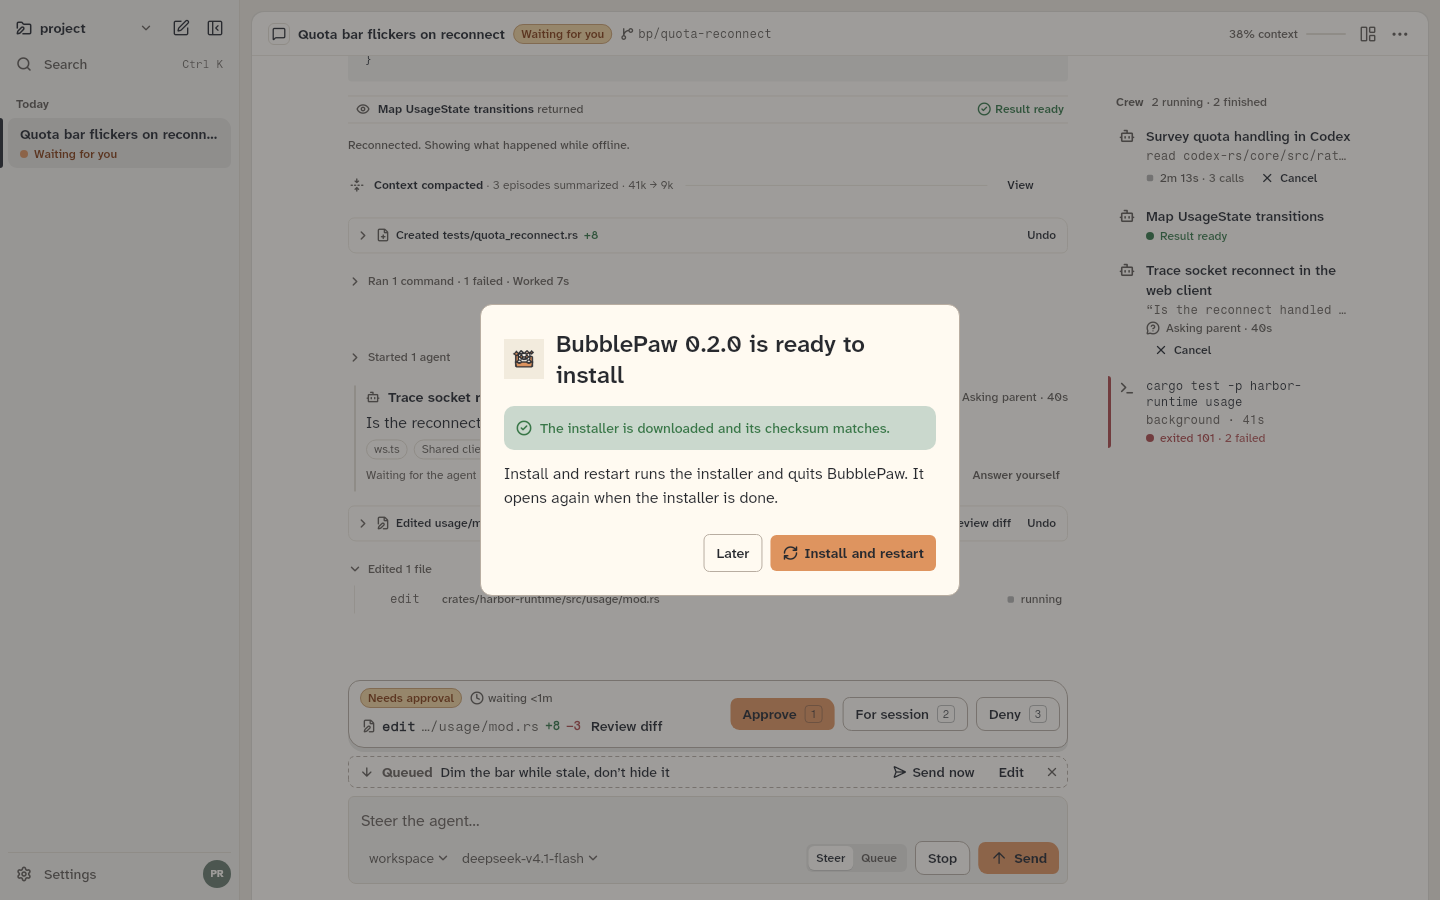 project
Search
Ctrl K
Today
Quota bar flickers on reconn…
Waiting for you
Settings
PR
Quota bar flickers on reconnect
Waiting for you
bp/quota-reconnect
38% context
}
Map UsageState transitions returned
Result ready
Reconnected. Showing what happened while offline.
Context compacted · 3 episodes summarized · 41k → 9k
View
Created tests/quota_reconnect.rs +8
Undo
Ran 1 command · 1 failed · Worked 7s
Started 1 agent
Trace socket r
Asking parent · 40s
Is the reconnect
ws.ts
Shared clie
Waiting for the agent
Answer yourself
Edited usage/m
eview diff
Undo
Edited 1 file
edit
crates/harbor-runtime/src/usage/mod.rs
running
BubblePaw 0.2.0 is ready to
install
The installer is downloaded and its checksum matches.
Install and restart runs the installer and quits BubblePaw. It
opens again when the installer is done.
Later
Install and restart
Needs approval
waiting <1m
edit …/usage/mod.rs +8 −3 Review diff
Approve 1
For session 2
Deny 3
Queued Dim the bar while stale, don't hide it
Send now
Edit
Steer the agent…
workspace
deepseek-v4.1-flash
Steer
Queue
Stop
Send
Crew 2 running · 2 finished
Survey quota handling in Codex
read codex-rs/core/src/rat…
2m 13s · 3 calls
Cancel
Map UsageState transitions
Result ready
Trace socket reconnect in the
web client
“Is the reconnect handled …
Asking parent · 40s
Cancel
cargo test -p harbor-
runtime usage
background · 41s
exited 101 · 2 failed